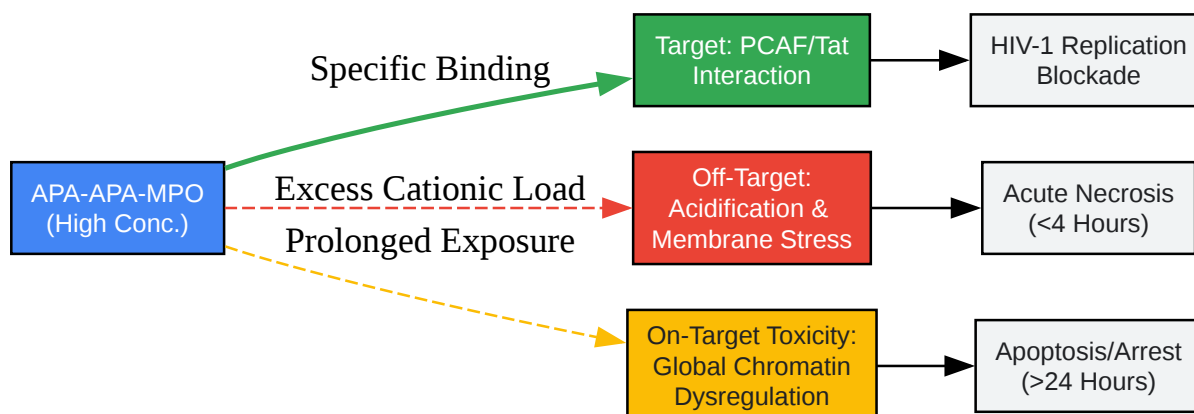 Target: PCAF/Tat
Interaction
HIV-1 Replication
Blockade
Specific Binding
APA-APA-MPO
(High Conc.)
Excess Cationic Load
Prolonged Exposure
Off-Target:
Acidification &
Membrane Stress
Acute Necrosis
(<4 Hours)
On-Target Toxicity:
Global Chromatin
Dysregulation
Apoptosis/Arrest
(>24 Hours)